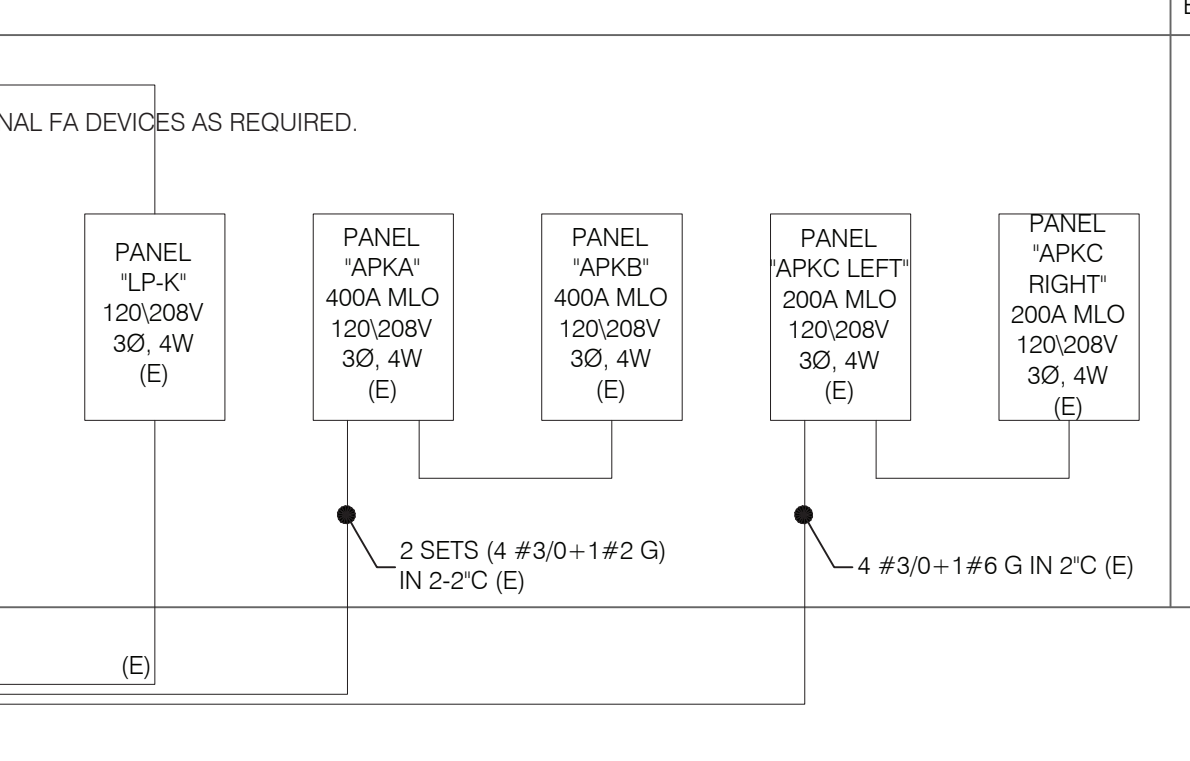 NAL FA DEVICES AS REQUIRED.
PANEL
"LP-K"
120\208V
3Ø, 4W
(E)
PANEL
"APKA"
400A MLO
120\208V
3Ø, 4W
(E)
PANEL
"APKB"
400A MLO
120\208V
3Ø, 4W
(E)
PANEL
"APKC LEFT"
200A MLO
120\208V
3Ø, 4W
(E)
PANEL
"APKC
RIGHT"
200A MLO
120\208V
3Ø, 4W
(E)
2 SETS (4 #3/0+1#2 G)
IN 2-2"C (E)
4 #3/0+1#6 G IN 2"C (E)
(E)